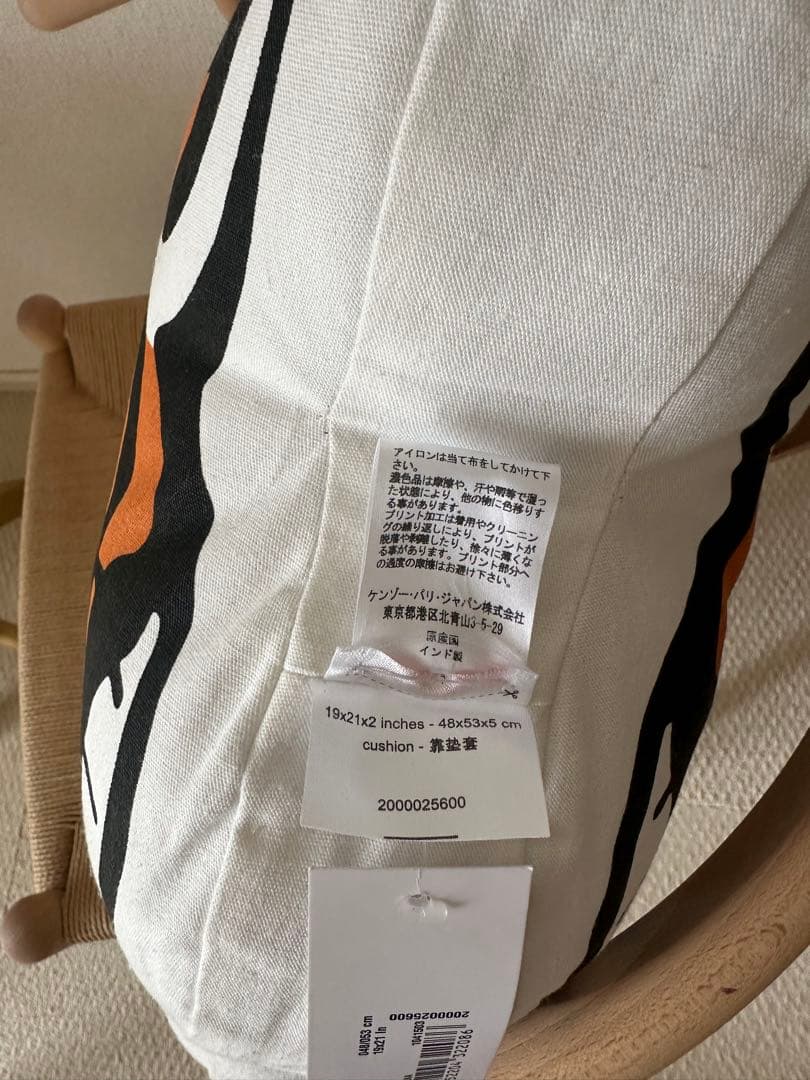 アイロンは当て布をしてかけて下
さい。
濃色品は摩擦や、汗や雨等で湿っ
た状態により、他の物に色移りす
る事があります。
プリント加工は着用やクリーニン
グの繰り返しにより、プリントが
脱落や剥離したり、徐々に薄くな
る事があります。プリント部分へ
の過度の摩擦はお避け下さい。
ケンゾー・パリ・ジャパン株式会社
東京都港区北青山3-5-29
原産国
インド製
19x21x2 inches - 48x53x5 cm
cushion - 靠垫套
2000025600
2000025600
048/053 cm
19x21 In
1041503
52204322086